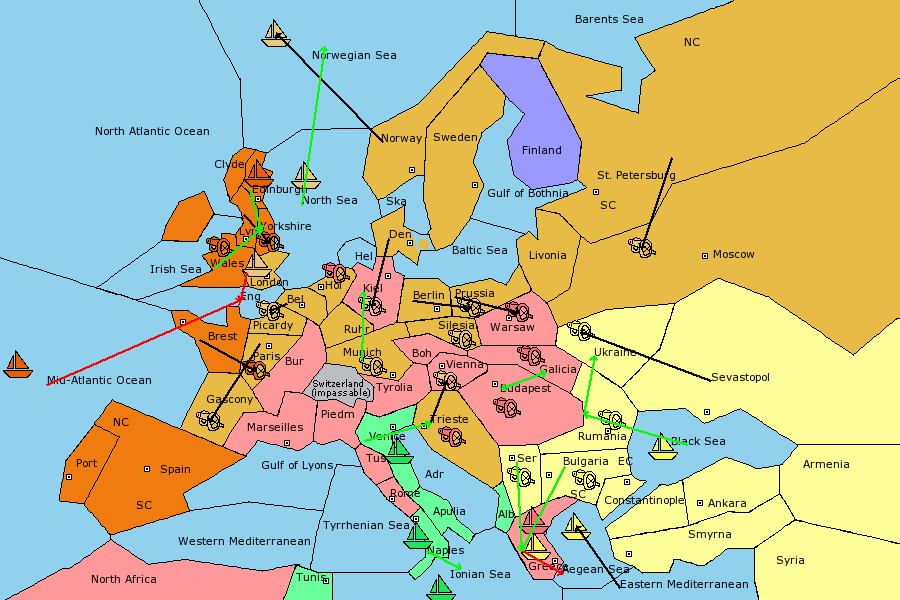 Barents Sea
NC
Norwegian Sea
North Atlantic Ocean
Norway
Sweden
Finland
Clyde
St. Petersburg
Edinburgh
Gulf of Bothnia
North Sea
Ska
SC
Yorkshire
Den
Baltic Sea
Livonia
Moscow
Irish Sea
Wales
Hel
London
Kiel
Hol
Eng
Bel
Berlin
Prussia
Picardy
Brest
Ruhr
Silesia
Warsaw
Paris
Munich
Boh
Ukraine
Bur
Vienna
Galicia
Mid-Atlantic Ocean
Switzerland
(impassable)
Tyrolia
Budapest
Sevastopol
Gascony
NC
Marseilles
Piedm
Venice
Trieste
Rumania
Black Sea
Port
Spain
Gulf of Lyons
Tus
Ser
Bulgaria
EC
Armenia
Adr
SC
SC
Rome
Constantinople
Ankara
Apulia
Alb
Tyrrhenian Sea
Smyrna
Western Mediterranean
Naples
Syria
Greece
Aegean Sea
Ionian Sea
North Africa
Tunis
Eastern Mediterranean